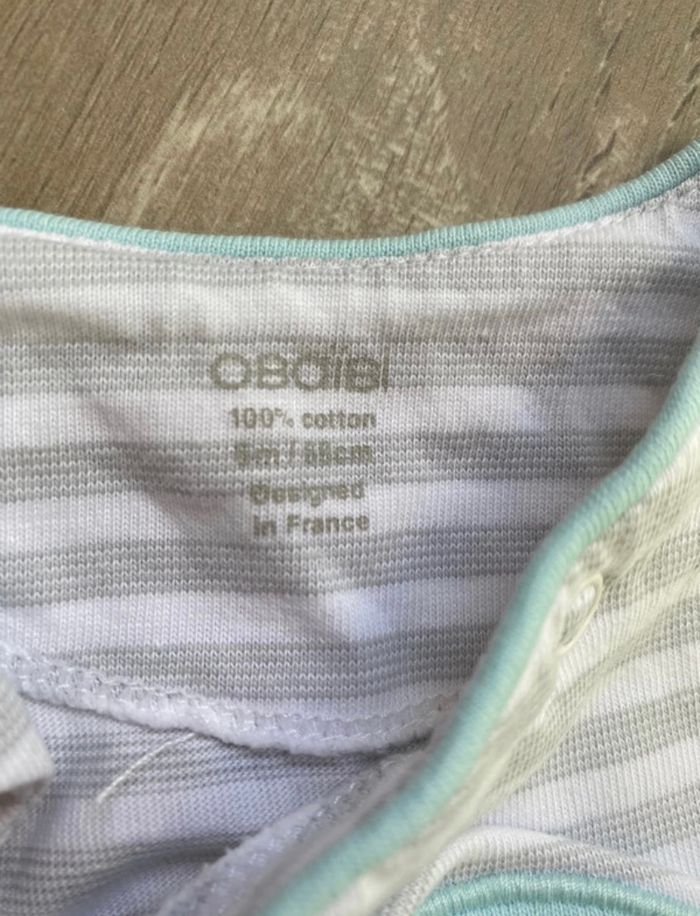 obaibi
100% cotton
Designed
in France